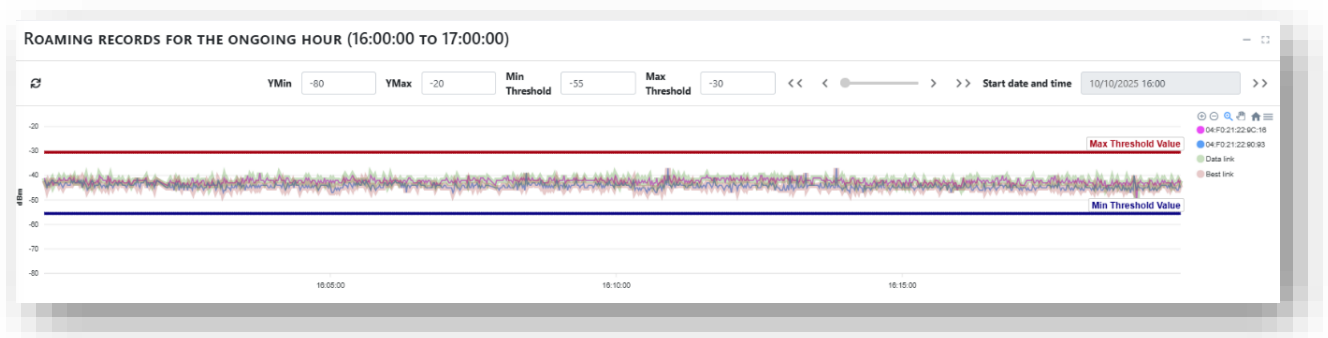 ROAMING RECORDS FOR THE ONGOING HOUR (16:00:00 TO 17:00:00)
YMin -80 YMax -20 Min Threshold -55 Max Threshold -30 << < > >> Start date and time 10/10/2025 16:00 >>
-20
-30
-40
-50
-60
-70
-80
dBm
Max Threshold Value
Min Threshold Value
16:05:00 16:10:00 16:15:00
04:F0:21:22:9C:16
04:F0:21:22:90:93
Data link
Best link